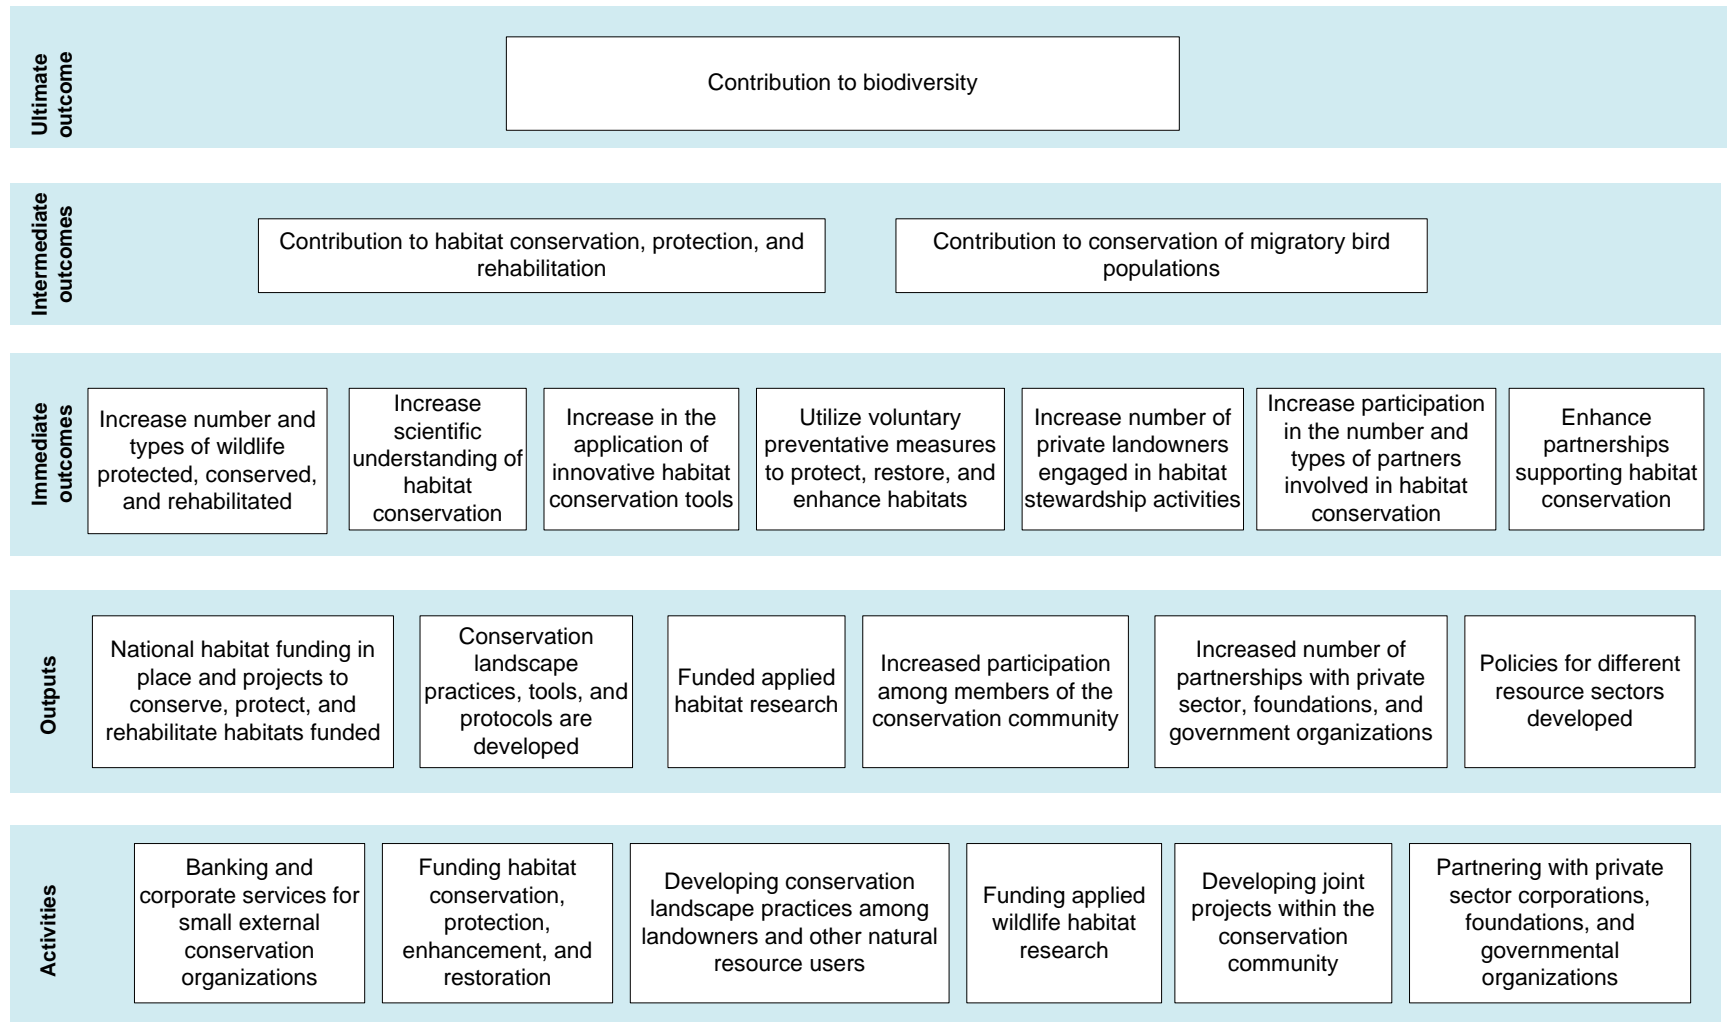 Ultimate
outcome
Contribution to biodiversity
Intermediate
outcomes
Contribution to habitat conservation, protection, and
rehabilitation
Contribution to conservation of migratory bird
populations
Immediate
outcomes
Increase number and
types of wildlife
protected, conserved,
and rehabilitated
Increase
scientific
understanding of
habitat
conservation
Increase in the
application of
innovative habitat
conservation tools
Utilize voluntary
preventative measures
to protect, restore, and
enhance habitats
Increase number of
private landowners
engaged in habitat
stewardship activities
Increase participation
in the number and
types of partners
involved in habitat
conservation
Enhance
partnerships
supporting habitat
conservation
Outputs
National habitat funding in
place and projects to
conserve, protect, and
rehabilitate habitats funded
Conservation
landscape
practices, tools, and
protocols are
developed
Funded applied
habitat research
Increased participation
among members of the
conservation community
Increased number of
partnerships with private
sector, foundations, and
government organizations
Policies for different
resource sectors
developed
Activities
Banking and
corporate services for
small external
conservation
organizations
Funding habitat
conservation,
protection,
enhancement, and
restoration
Developing conservation
landscape practices among
landowners and other natural
resource users
Funding applied
wildlife habitat
research
Developing joint
projects within the
conservation
community
Partnering with private
sector corporations,
foundations, and
governmental
organizations